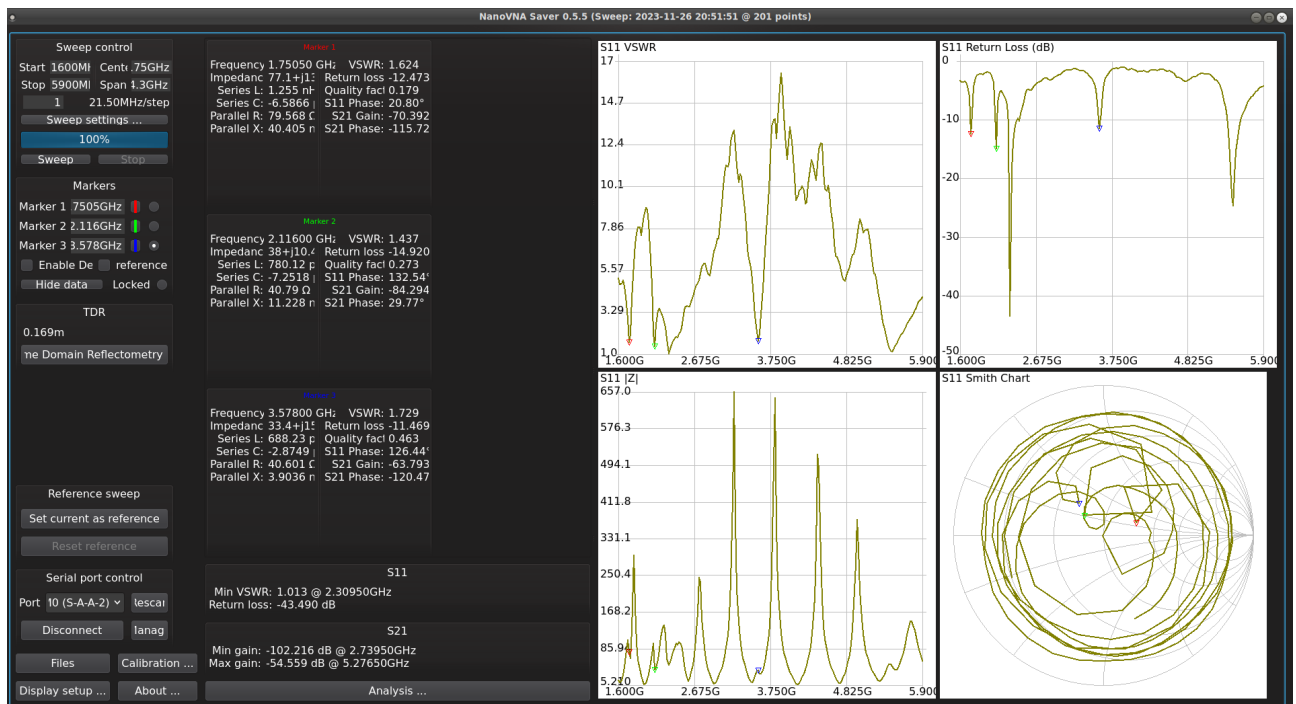 NanoVNA Saver 0.5.5 (Sweep: 2023-11-26 20:51:51 @ 201 points)
Sweep control
Start 1600MH Cente .75GHz
Stop 5900M Span 4.3GHz
1 21.50MHz/step
Sweep settings ...
100%
Sweep Stop
Markers
Marker 1 7505GHz
Marker 2 2.116GHz
Marker 3 3.578GHz
Enable De reference
Hide data Locked
TDR
0.169m
ne Domain Reflectometry
Reference sweep
Set current as reference
Reset reference
Serial port control
Port 10 (S-A-A-2) lescar
Disconnect lanag
Files Calibration ...
Display setup ... About ...
Marker 1
Frequency 1.75050 GHz VSWR: 1.624
Impedanc 77.1+j13 Return loss -12.473
Series L: 1.255 nH Quality fact 0.179
Series C: -6.5866 S11 Phase: 20.80°
Parallel R: 79.568 Ω S21 Gain: -70.392
Parallel X: 40.405 n S21 Phase: -115.72
Marker 2
Frequency 2.11600 GHz VSWR: 1.437
Impedanc 38+j10.4 Return loss -14.920
Series L: 780.12 p Quality fact 0.273
Series C: -7.2518 S11 Phase: 132.54°
Parallel R: 40.79 Ω S21 Gain: -84.294
Parallel X: 11.228 n S21 Phase: 29.77°
Marker 3
Frequency 3.57800 GHz VSWR: 1.729
Impedanc 33.4+j15 Return loss -11.469
Series L: 688.23 p Quality fact 0.463
Series C: -2.8749 S11 Phase: 126.44°
Parallel R: 40.601 Ω S21 Gain: -63.793
Parallel X: 3.9036 n S21 Phase: -120.47
S11
Min VSWR: 1.013 @ 2.30950GHz
Return loss: -43.490 dB
S21
Min gain: -102.216 dB @ 2.73950GHz
Max gain: -54.559 dB @ 5.27650GHz
Analysis ...
S11 VSWR
17
14.7
12.4
10.1
7.86
5.57
3.29
1.0
1.600G 2.675G 3.750G 4.825G 5.900
S11 Return Loss (dB)
0
-10
-20
-30
-40
-50
1.600G 2.675G 3.750G 4.825G 5.900
S11 |Z|
657.0
576.3
494.1
411.8
331.1
250.4
168.2
85.94
5.220
1.600G 2.675G 3.750G 4.825G 5.900
S11 Smith Chart